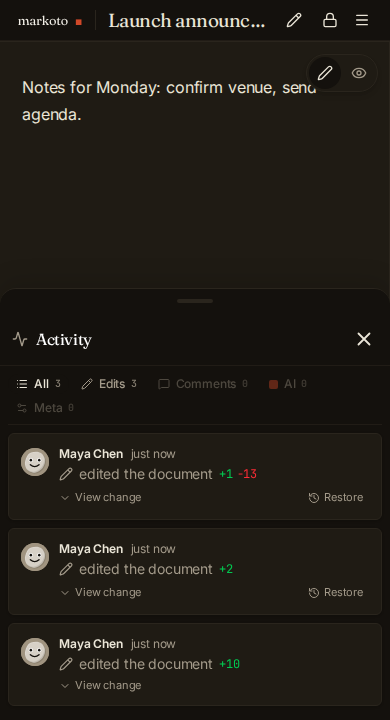 markoto
Launch announc...
Notes for Monday: confirm venue, send
agenda.
Activity
All 3 Edits 3 Comments 0 AI 0
Meta 0
Maya Chen just now
edited the document +1 -13
View change Restore
Maya Chen just now
edited the document +2
View change Restore
Maya Chen just now
edited the document +10
View change